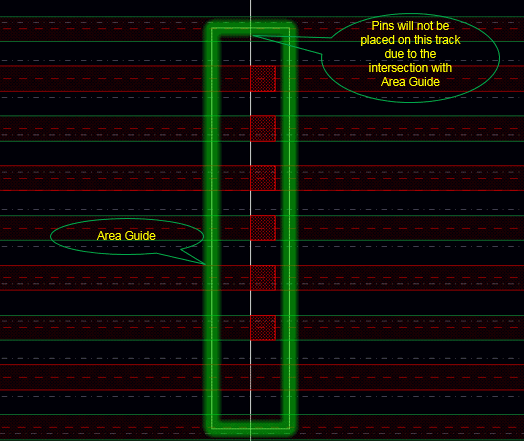 Pins will not be
placed on this track
due to the
intersection with
Area Guide
Area Guide